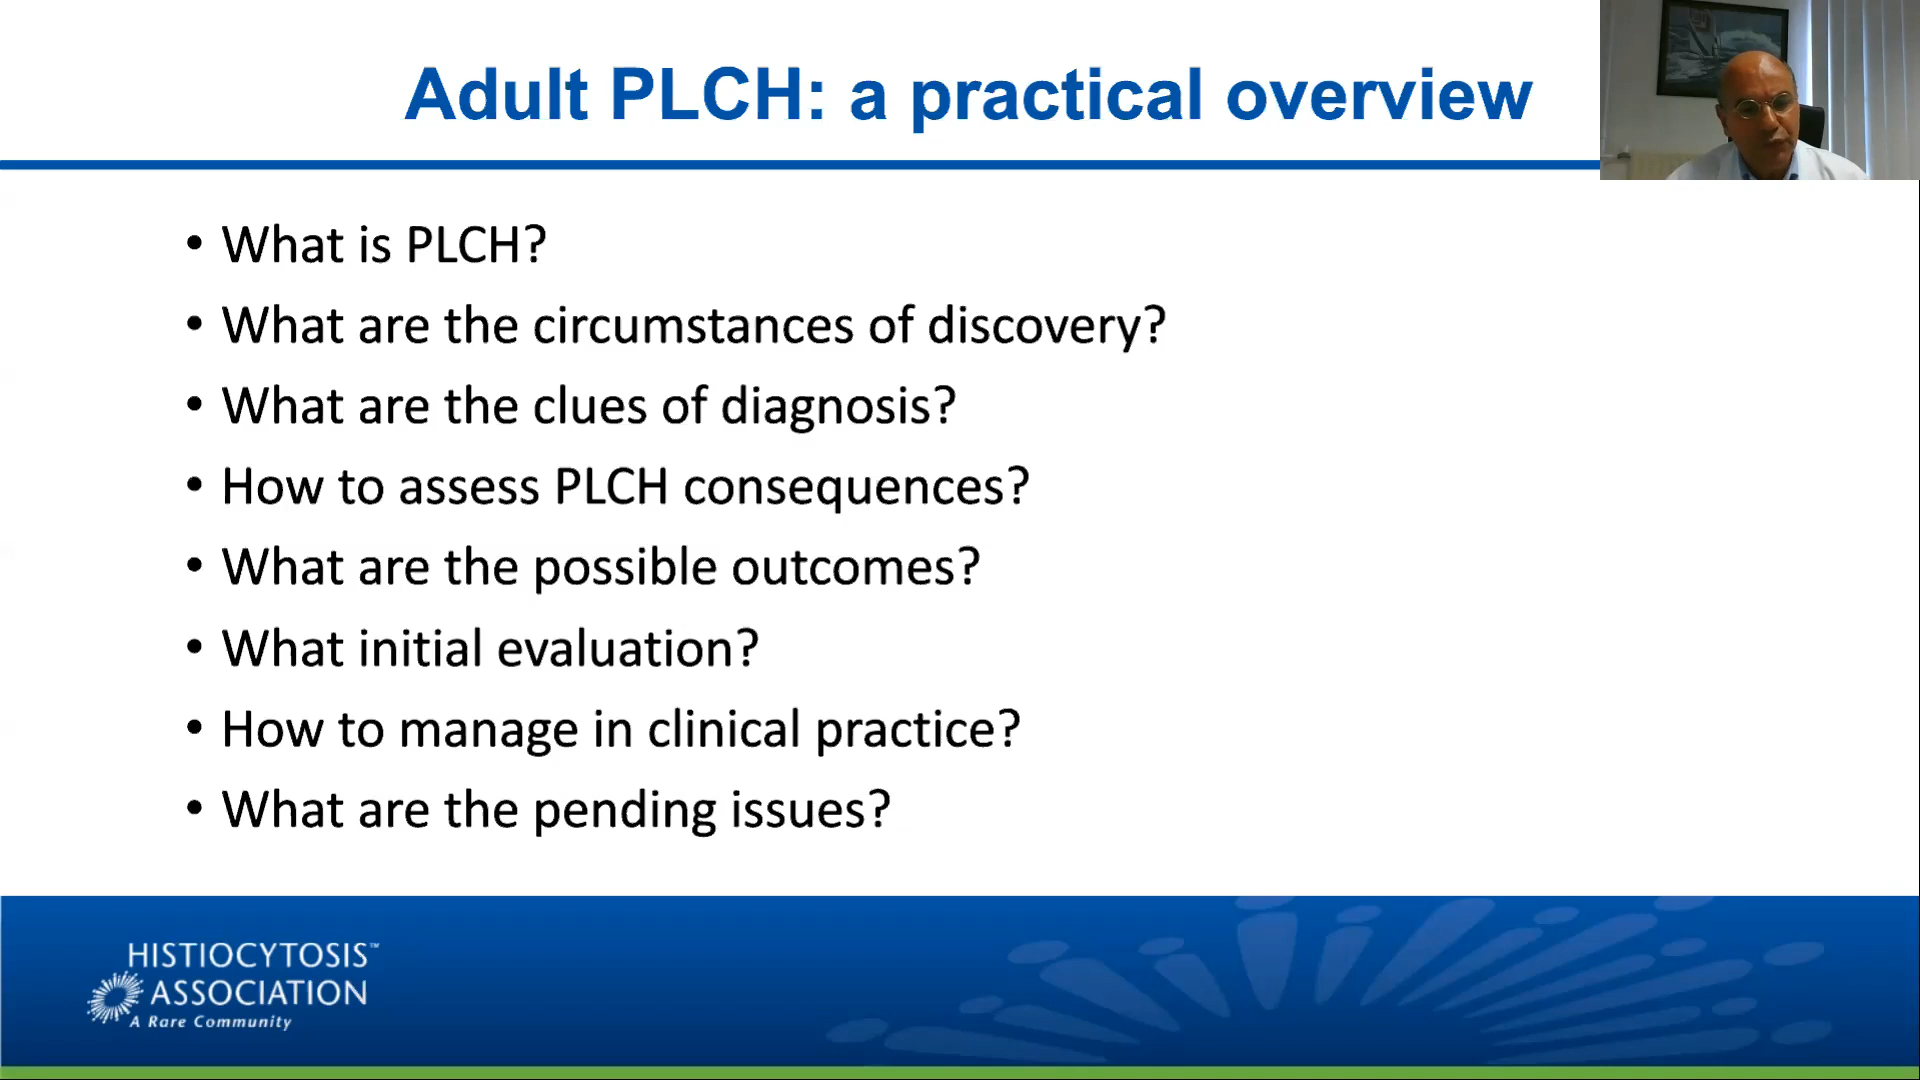 Adult PLCH: a practical overview
• What is PLCH?
• What are the circumstances of discovery?
• What are the clues of diagnosis?
• How to assess PLCH consequences?
• What are the possible outcomes?
• What initial evaluation?
• How to manage in clinical practice?
• What are the pending issues?
HISTIOCYTOSIS™
ASSOCIATION
A Rare Community